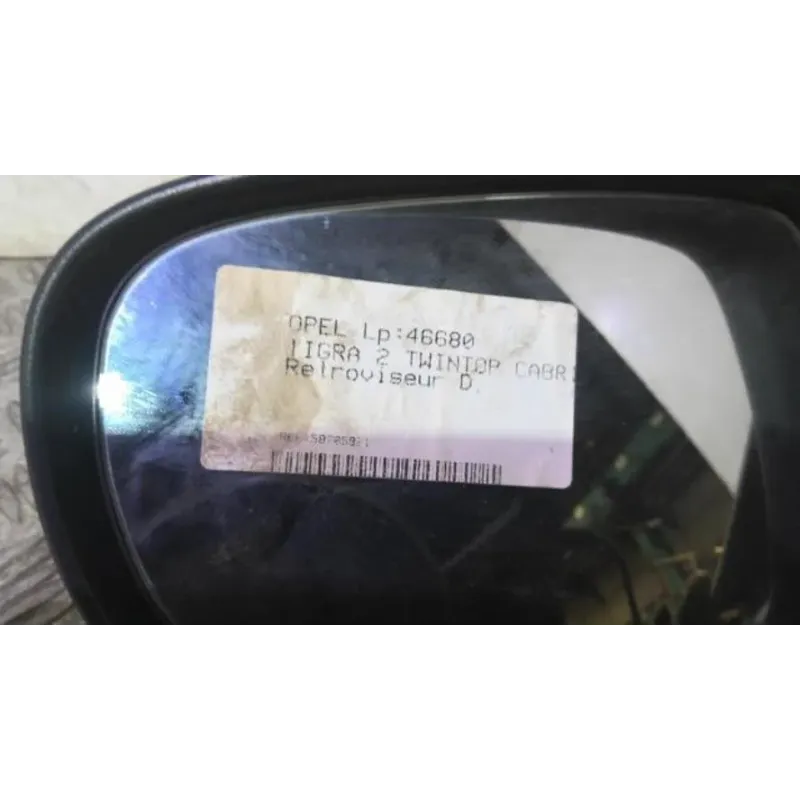 OPEL Lp:46680
TIGRA 2 TWINTOP CABRI
Retroviseur D